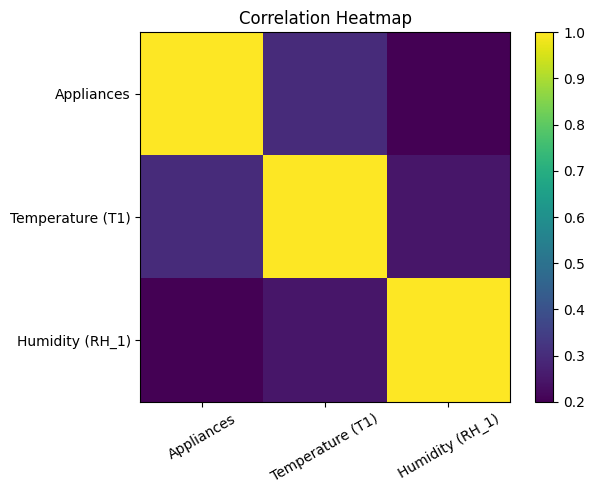 Correlation Heatmap
Appliances
Temperature (T1)
Humidity (RH_1)
Appliances
Temperature (T1)
Humidity (RH_1)
1.0
0.9
0.8
0.7
0.6
0.5
0.4
0.3
0.2